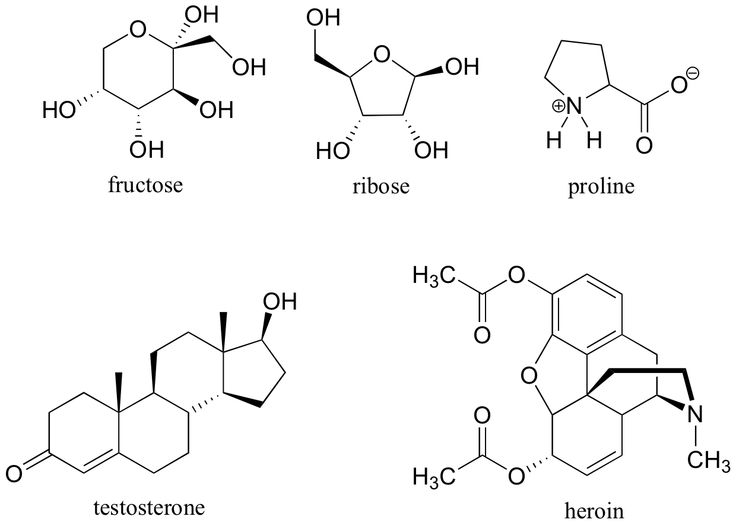 O OH
OH
HO OH
OH
fructose
OH
O OH
HO OH
ribose
O ⊖
⊕ N
H H O
proline
OH
O
testosterone
H₃C O
O
O
O N
H₃C O CH₃
heroin